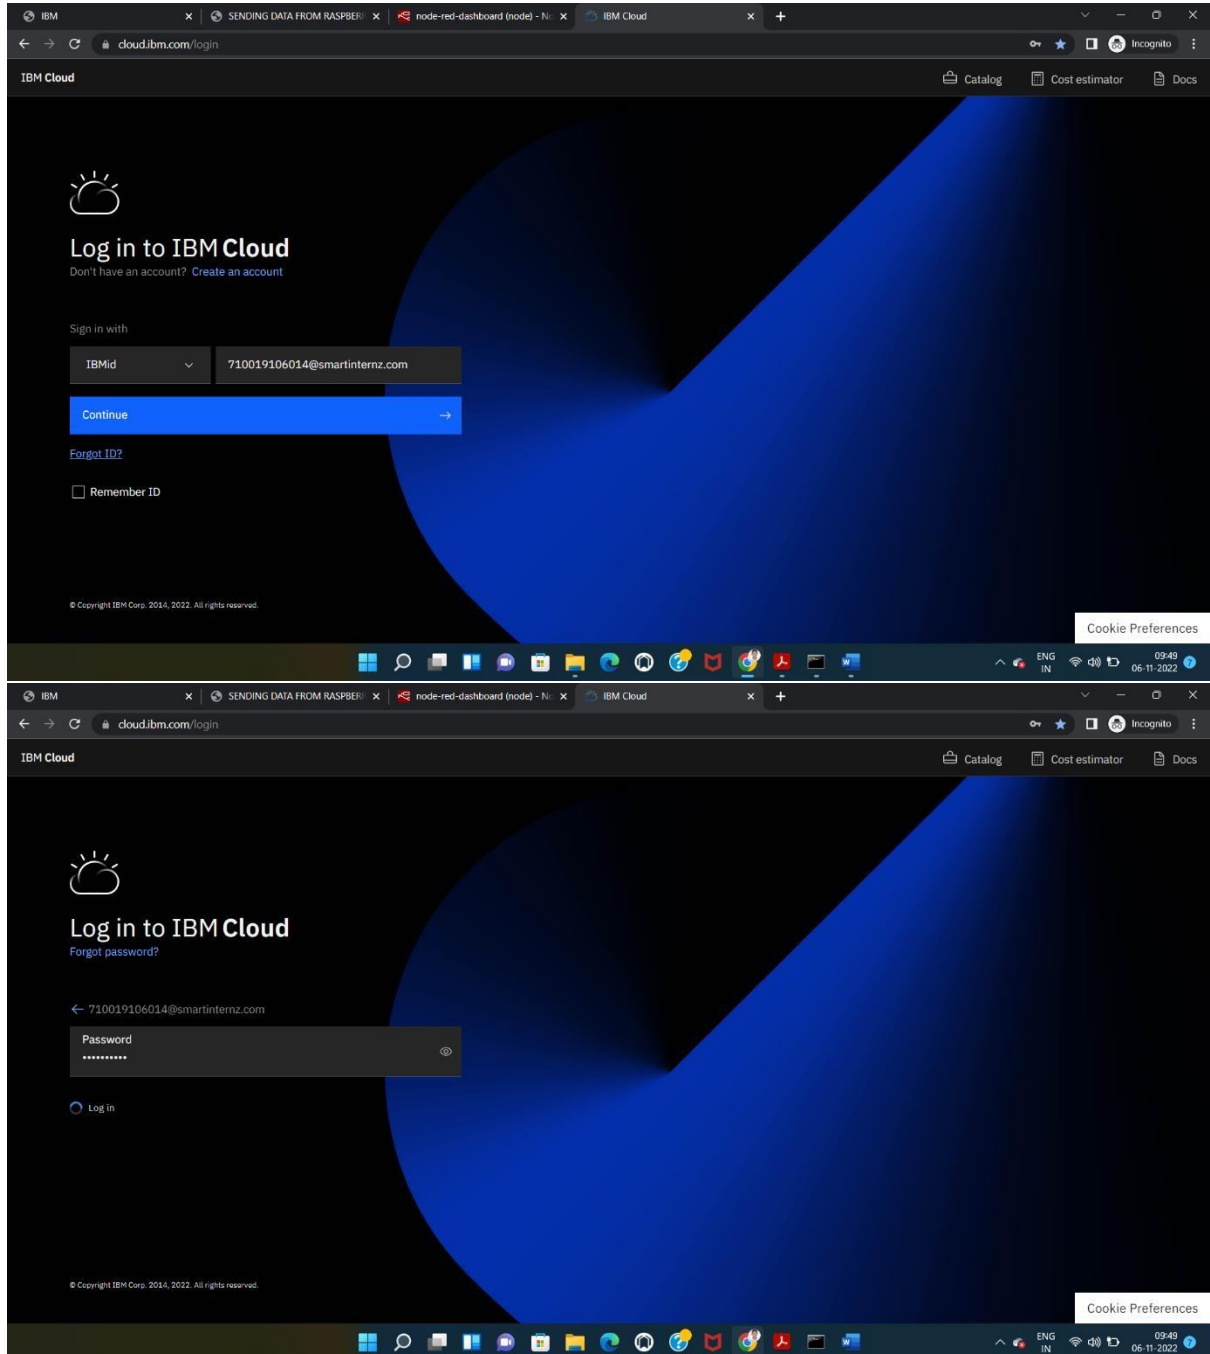 IBM
SENDING DATA FROM RASPBERR
node-red-dashboard (node) - No
IBM Cloud
cloud.ibm.com/login
Incognito
IBM Cloud
Catalog
Cost estimator
Docs
Log in to IBM Cloud
Don't have an account? Create an account
Sign in with
IBMid
710019106014@smartinternz.com
Continue
Forgot ID?
Remember ID
© Copyright IBM Corp. 2014, 2022. All rights reserved.
Cookie Preferences
ENG
IN
09:49
06-11-2022
7
IBM
SENDING DATA FROM RASPBERR
node-red-dashboard (node) - No
IBM Cloud
cloud.ibm.com/login
Incognito
IBM Cloud
Catalog
Cost estimator
Docs
Log in to IBM Cloud
Forgot password?
710019106014@smartinternz.com
Password
••••••••••
Log in
© Copyright IBM Corp. 2014, 2022. All rights reserved.
Cookie Preferences
ENG
IN
09:49
06-11-2022
7